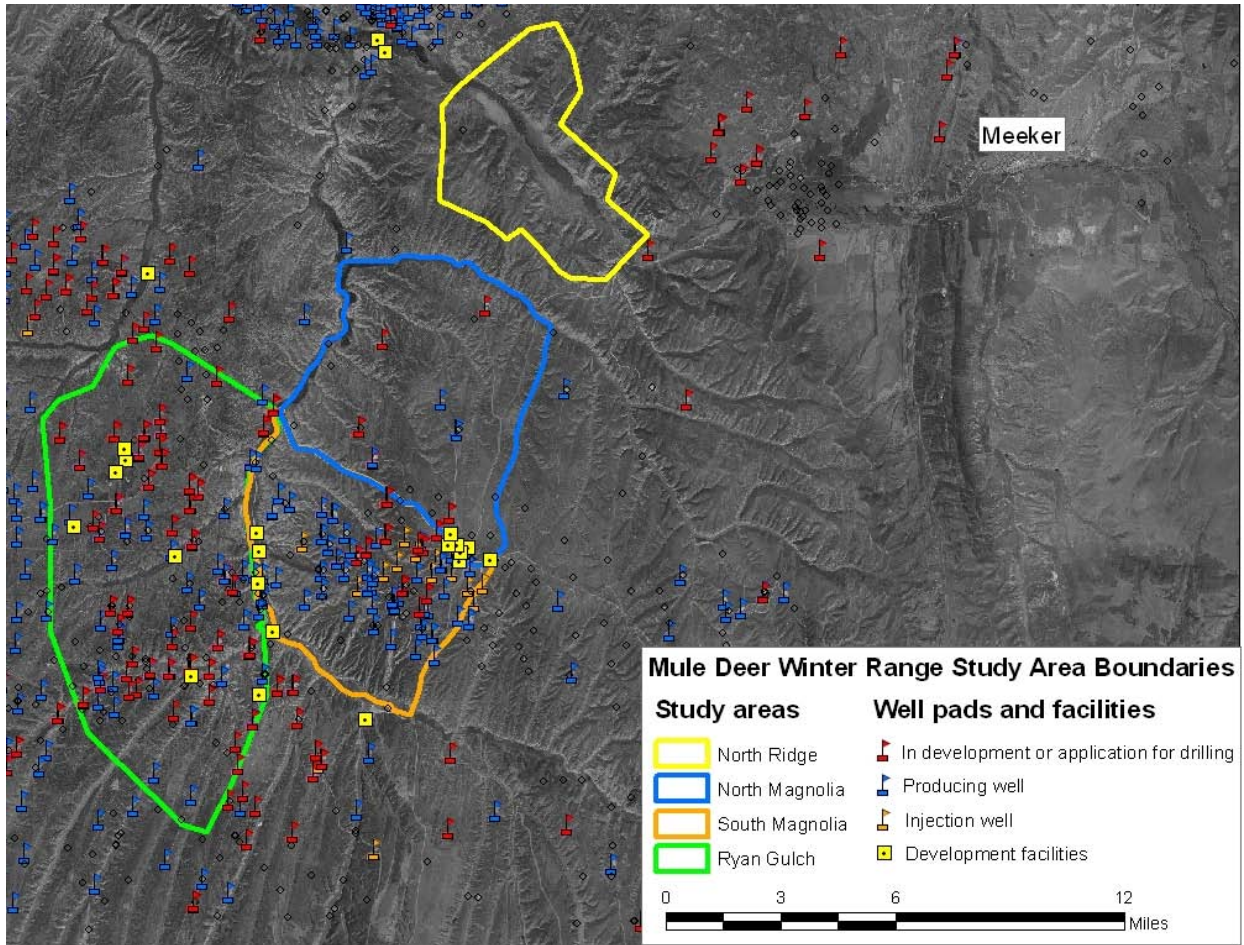 Meeker
Mule Deer Winter Range Study Area Boundaries
Study areas
Well pads and facilities
North Ridge
In development or application for drilling
North Magnolia
Producing well
South Magnolia
Injection well
Ryan Gulch
Development facilities
0 3 6 12
Miles